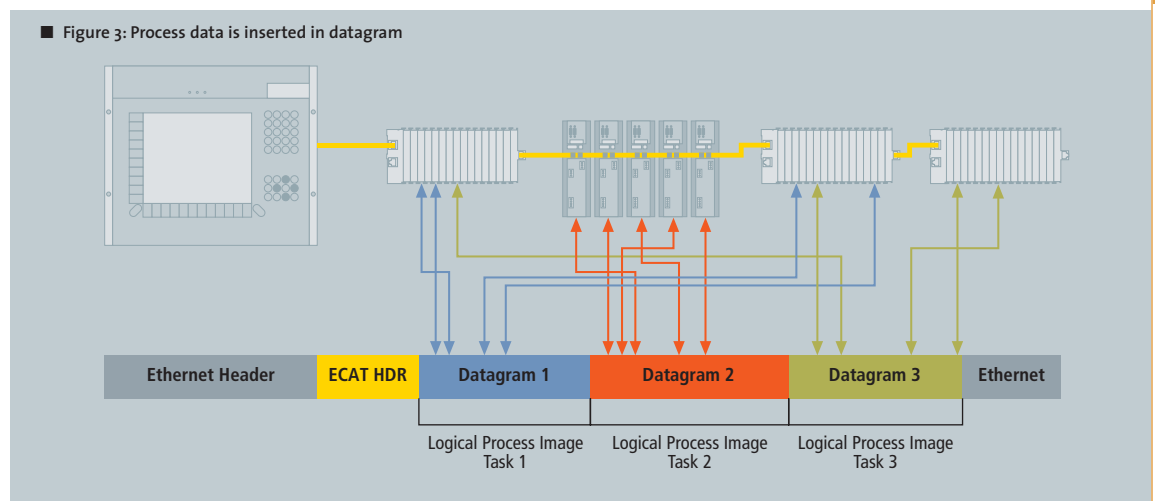 ■ Figure 3: Process data is inserted in datagram
Ethernet Header
ECAT HDR
Datagram 1
Datagram 2
Datagram 3
Ethernet
Logical Process Image
Task 1
Logical Process Image
Task 2
Logical Process Image
Task 3